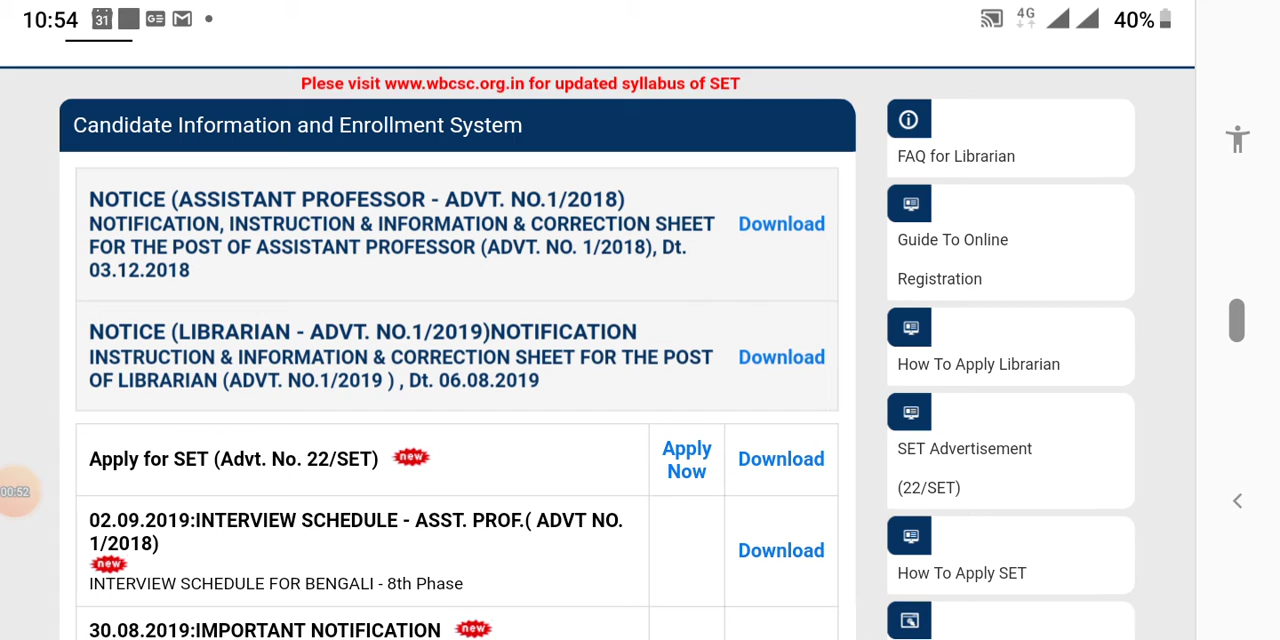 10:54 31 GE M 4G 40%
Plese visit www.wbcsc.org.in for updated syllabus of SET
Candidate Information and Enrollment System
NOTICE (ASSISTANT PROFESSOR - ADVT. NO.1/2018)
NOTIFICATION, INSTRUCTION & INFORMATION & CORRECTION SHEET
FOR THE POST OF ASSISTANT PROFESSOR (ADVT. NO. 1/2018), Dt.
03.12.2018
Download
NOTICE (LIBRARIAN - ADVT. NO.1/2019)NOTIFICATION
INSTRUCTION & INFORMATION & CORRECTION SHEET FOR THE POST
OF LIBRARIAN (ADVT. NO.1/2019 ) , Dt. 06.08.2019
Download
Apply for SET (Advt. No. 22/SET) new
Apply
Now
Download
02.09.2019:INTERVIEW SCHEDULE - ASST. PROF.( ADVT NO.
1/2018)
new
INTERVIEW SCHEDULE FOR BENGALI - 8th Phase
Download
30.08.2019:IMPORTANT NOTIFICATION new
FAQ for Librarian
Guide To Online
Registration
How To Apply Librarian
SET Advertisement
(22/SET)
How To Apply SET
00:52